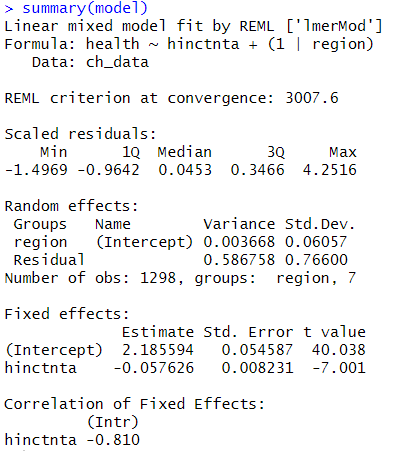 > summary(model)
Linear mixed model fit by REML ['lmerMod']
Formula: health ~ hinctnta + (1 | region)
   Data: ch_data

REML criterion at convergence: 3007.6

Scaled residuals:
    Min      1Q  Median      3Q     Max
-1.4969 -0.9642  0.0453  0.3466  4.2516

Random effects:
 Groups   Name        Variance Std.Dev.
 region   (Intercept) 0.003668 0.06057
 Residual             0.586758 0.76600
Number of obs: 1298, groups:  region, 7

Fixed effects:
             Estimate Std. Error t value
(Intercept)  2.185594   0.054587  40.038
hinctnta    -0.057626   0.008231  -7.001

Correlation of Fixed Effects:
         (Intr)
hinctnta -0.810